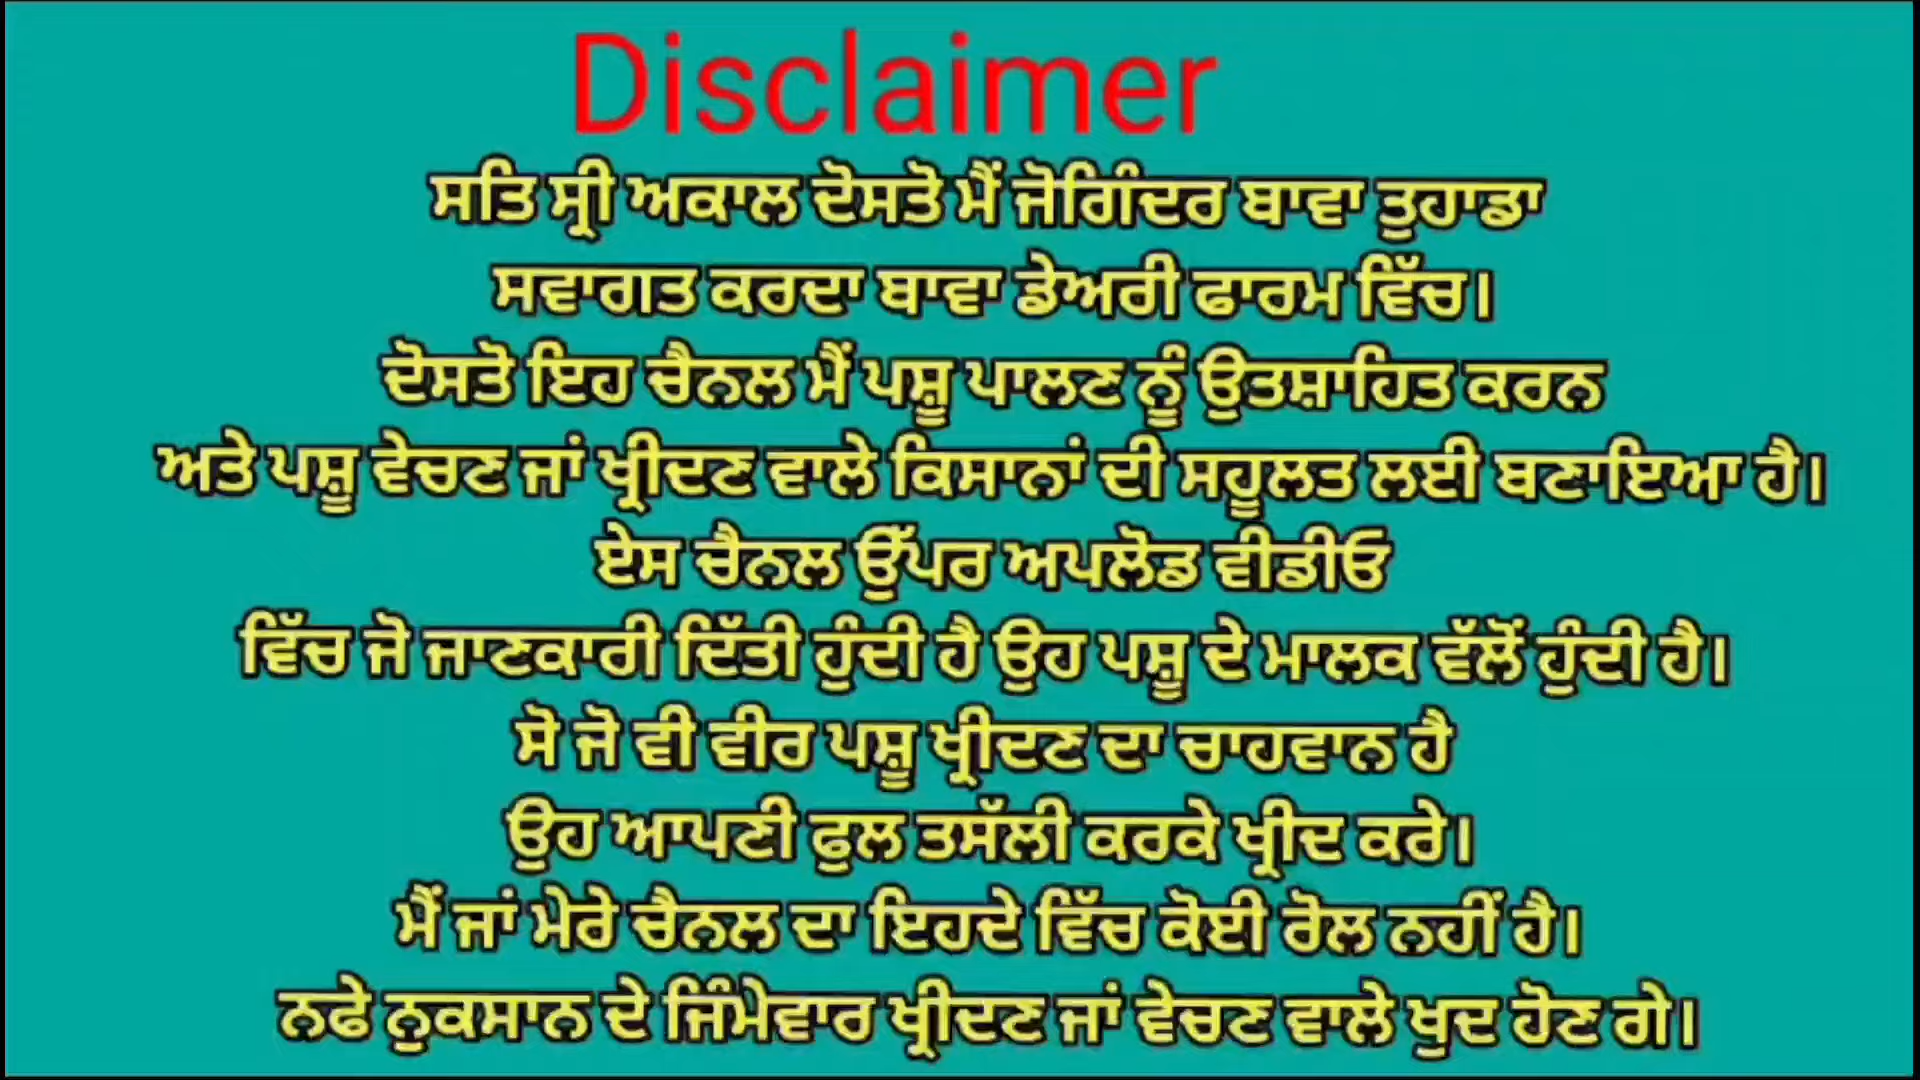 Disclaimer
ਸਤਿ ਸ੍ਰੀ ਅਕਾਲ ਦੋਸਤੋ ਮੈਂ ਜੋਗਿੰਦਰ ਬਾਵਾ ਤੁਹਾਡਾ
ਸਵਾਗਤ ਕਰਦਾ ਬਾਵਾ ਡੇਅਰੀ ਫਾਰਮ ਵਿੱਚ।
ਦੋਸਤੋ ਇਹ ਚੈਨਲ ਮੈਂ ਪਸ਼ੂ ਪਾਲਣ ਨੂੰ ਉਤਸ਼ਾਹਿਤ ਕਰਨ
ਅਤੇ ਪਸ਼ੂ ਵੇਚਣ ਜਾਂ ਖ੍ਰੀਦਣ ਵਾਲੇ ਕਿਸਾਨਾਂ ਦੀ ਸਹੂਲਤ ਲਈ ਬਣਾਇਆ ਹੈ।
ਏਸ ਚੈਨਲ ਉੱਪਰ ਅਪਲੋਡ ਵੀਡੀਓ
ਵਿੱਚ ਜੋ ਜਾਣਕਾਰੀ ਦਿੱਤੀ ਹੁੰਦੀ ਹੈ ਉਹ ਪਸ਼ੂ ਦੇ ਮਾਲਕ ਵੱਲੋਂ ਹੁੰਦੀ ਹੈ।
ਸੋ ਜੋ ਵੀ ਵੀਰ ਪਸ਼ੂ ਖ੍ਰੀਦਣ ਦਾ ਚਾਹਵਾਨ ਹੈ
ਉਹ ਆਪਣੀ ਫੁਲ ਤਸੱਲੀ ਕਰਕੇ ਖ੍ਰੀਦ ਕਰੇ।
ਮੈਂ ਜਾਂ ਮੇਰੇ ਚੈਨਲ ਦਾ ਇਹਦੇ ਵਿੱਚ ਕੋਈ ਰੋਲ ਨਹੀਂ ਹੈ।
ਨਫੇ ਨੁਕਸਾਨ ਦੇ ਜਿੰਮੇਵਾਰ ਖ੍ਰੀਦਣ ਜਾਂ ਵੇਚਣ ਵਾਲੇ ਖੁਦ ਹੋਣ ਗੇ।